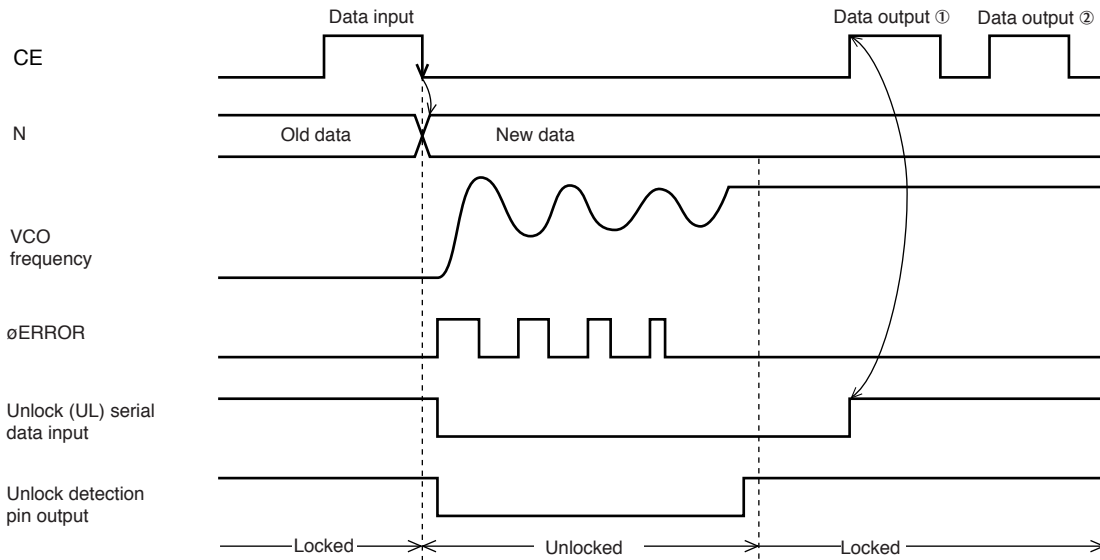 Data input
Data output ①
Data output ②
CE
N
Old data
New data
VCO
frequency
øERROR
Unlock (UL) serial
data input
Unlock detection
pin output
Locked
Unlocked
Locked